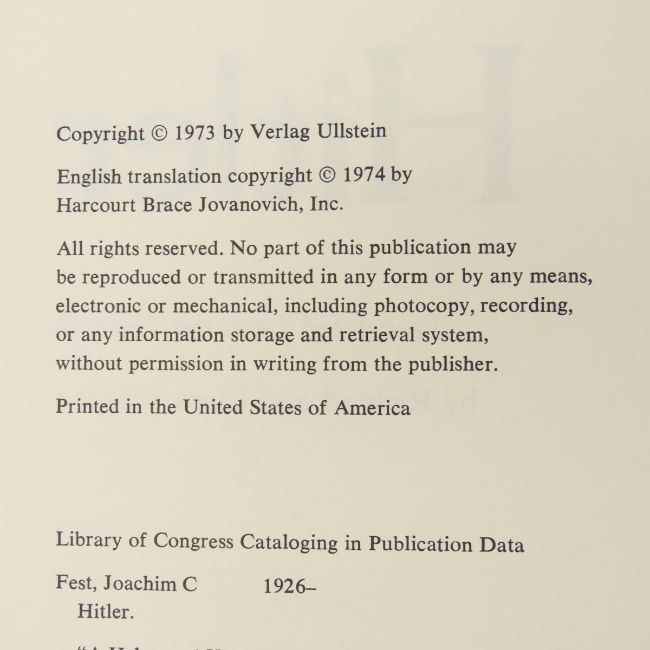 Copyright © 1973 by Verlag Ullstein
English translation copyright © 1974 by
Harcourt Brace Jovanovich, Inc.
All rights reserved. No part of this publication may
be reproduced or transmitted in any form or by any means,
electronic or mechanical, including photocopy, recording,
or any information storage and retrieval system,
without permission in writing from the publisher.
Printed in the United States of America
Library of Congress Cataloging in Publication Data
Fest, Joachim C 1926–
Hitler.